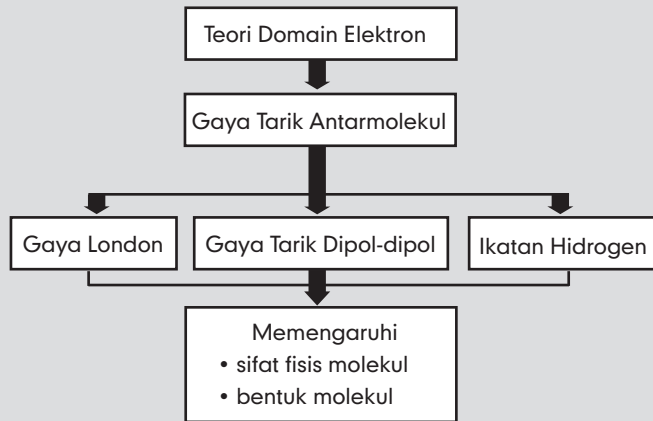 Teori Domain Elektron
Gaya Tarik Antarmolekul
Gaya London
Gaya Tarik Dipol-dipol
Ikatan Hidrogen
Memengaruhi
• sifat fisis molekul
• bentuk molekul